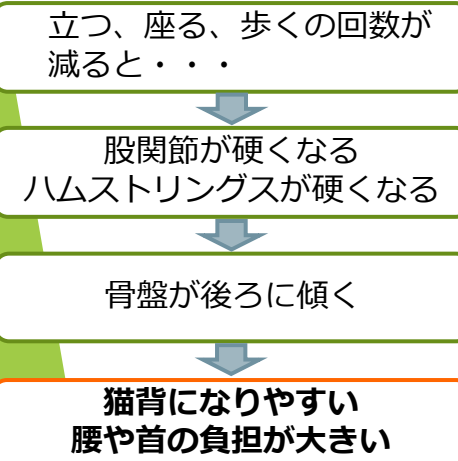 立つ、座る、歩くの回数が
減ると・・・
股関節が硬くなる
ハムストリングスが硬くなる
骨盤が後ろに傾く
猫背になりやすい
腰や首の負担が大きい